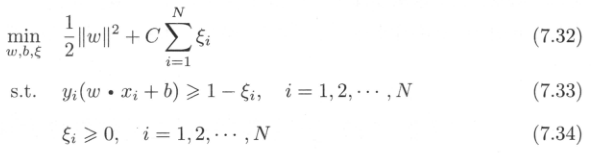 min_{w,b,ξ} \frac{1}{2}‖w‖² + C∑_{i=1}^{N} ξ_i (7.32)
s.t. y_i(w • x_i + b) ⩾ 1 − ξ_i, i = 1, 2, ⋯ , N (7.33)
ξ_i ⩾ 0, i = 1, 2, ⋯ , N (7.34)